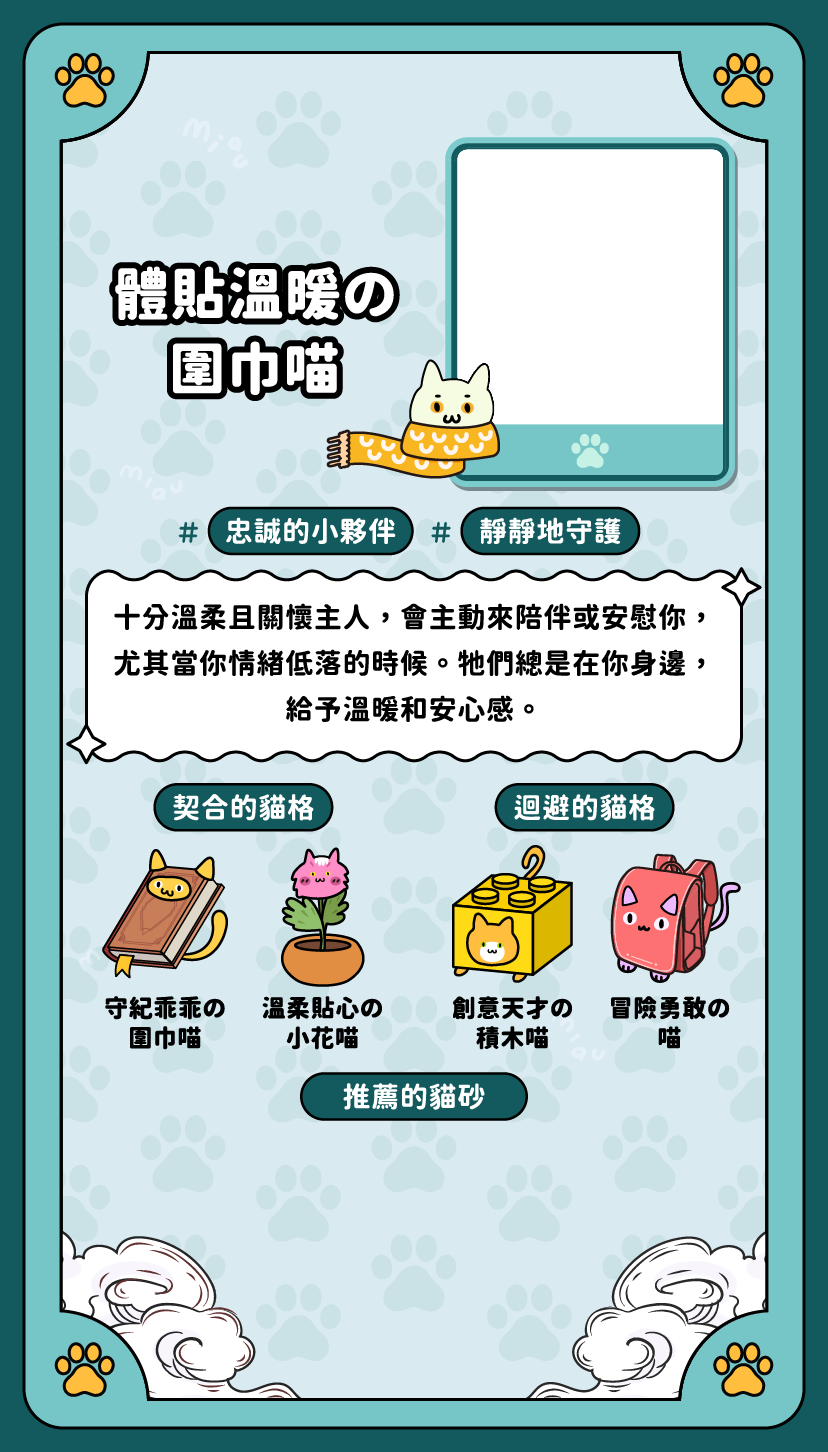 miau
體貼溫暖の
圍巾喵
miau
# 忠誠的小夥伴 # 靜靜地守護
十分溫柔且關懷主人，會主動來陪伴或安慰你，
尤其當你情緒低落的時候。牠們總是在你身邊，
給予溫暖和安心感。
契合的貓格
迴避的貓格
守紀乖乖の
圍巾喵
溫柔貼心の
小花喵
創意天才の
積木喵
冒險勇敢の
喵
miau
推薦的貓砂